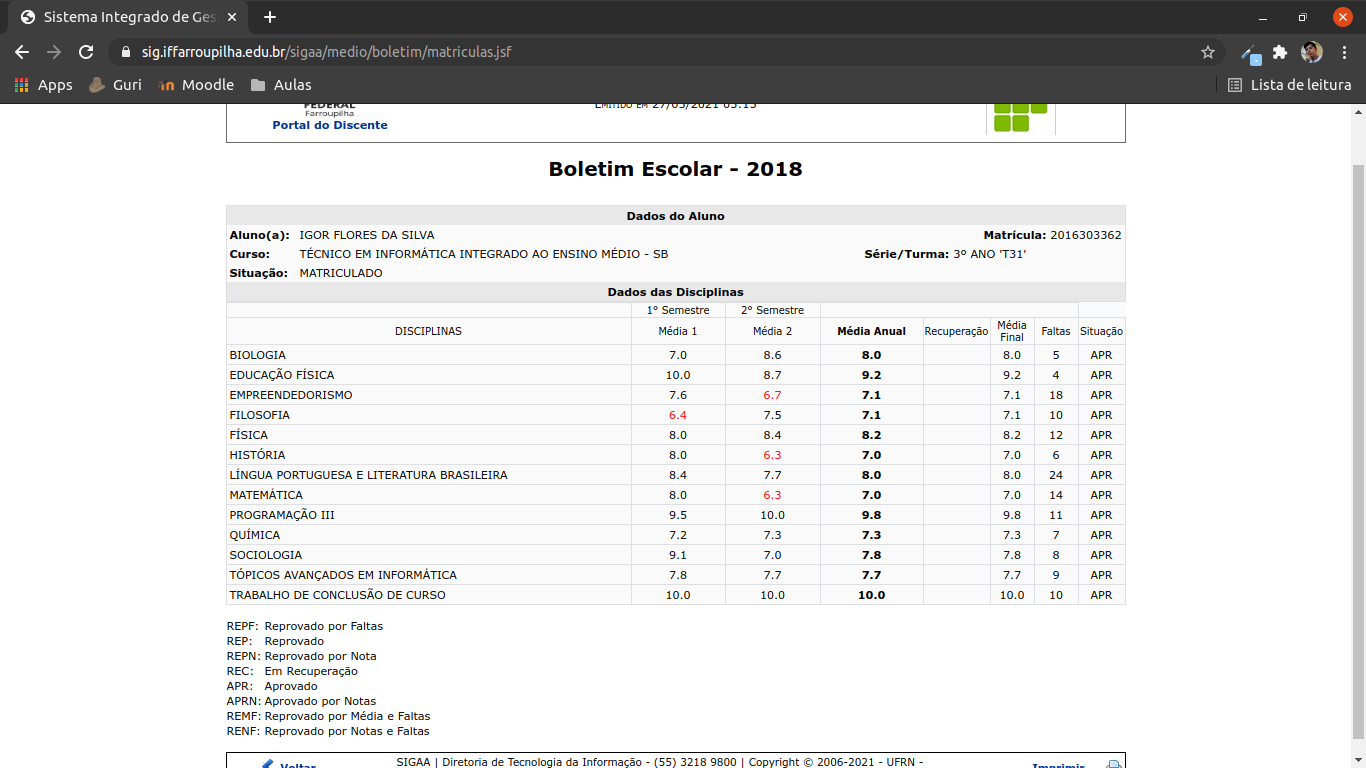 Sistema Integrado de Ges
sig.iffarroupilha.edu.br/sigaa/medio/boletim/matriculas.jsf
Apps Guri Moodle Aulas Lista de leitura
FEDERAL
Farroupilha
Portal do Discente
EMITIDO EM 27/05/2021 05:15
Boletim Escolar - 2018
Dados do Aluno
Aluno(a): IGOR FLORES DA SILVA Matrícula: 2016303362
Curso: TÉCNICO EM INFORMÁTICA INTEGRADO AO ENSINO MÉDIO - SB Série/Turma: 3º ANO 'T31'
Situação: MATRICULADO
Dados das Disciplinas
1° Semestre 2° Semestre
DISCIPLINAS Média 1 Média 2 Média Anual Recuperação Média Final Faltas Situação
BIOLOGIA 7.0 8.6 8.0 8.0 5 APR
EDUCAÇÃO FÍSICA 10.0 8.7 9.2 9.2 4 APR
EMPREENDEDORISMO 7.6 6.7 7.1 7.1 18 APR
FILOSOFIA 6.4 7.5 7.1 7.1 10 APR
FÍSICA 8.0 8.4 8.2 8.2 12 APR
HISTÓRIA 8.0 6.3 7.0 7.0 6 APR
LÍNGUA PORTUGUESA E LITERATURA BRASILEIRA 8.4 7.7 8.0 8.0 24 APR
MATEMÁTICA 8.0 6.3 7.0 7.0 14 APR
PROGRAMAÇÃO III 9.5 10.0 9.8 9.8 11 APR
QUÍMICA 7.2 7.3 7.3 7.3 7 APR
SOCIOLOGIA 9.1 7.0 7.8 7.8 8 APR
TÓPICOS AVANÇADOS EM INFORMÁTICA 7.8 7.7 7.7 7.7 9 APR
TRABALHO DE CONCLUSÃO DE CURSO 10.0 10.0 10.0 10.0 10 APR
REPF: Reprovado por Faltas
REP: Reprovado
REPN: Reprovado por Nota
REC: Em Recuperação
APR: Aprovado
APRN: Aprovado por Notas
REMF: Reprovado por Média e Faltas
RENF: Reprovado por Notas e Faltas
Voltar SIGAA | Diretoria de Tecnologia da Informação - (55) 3218 9800 | Copyright © 2006-2021 - UFRN - Imprimir